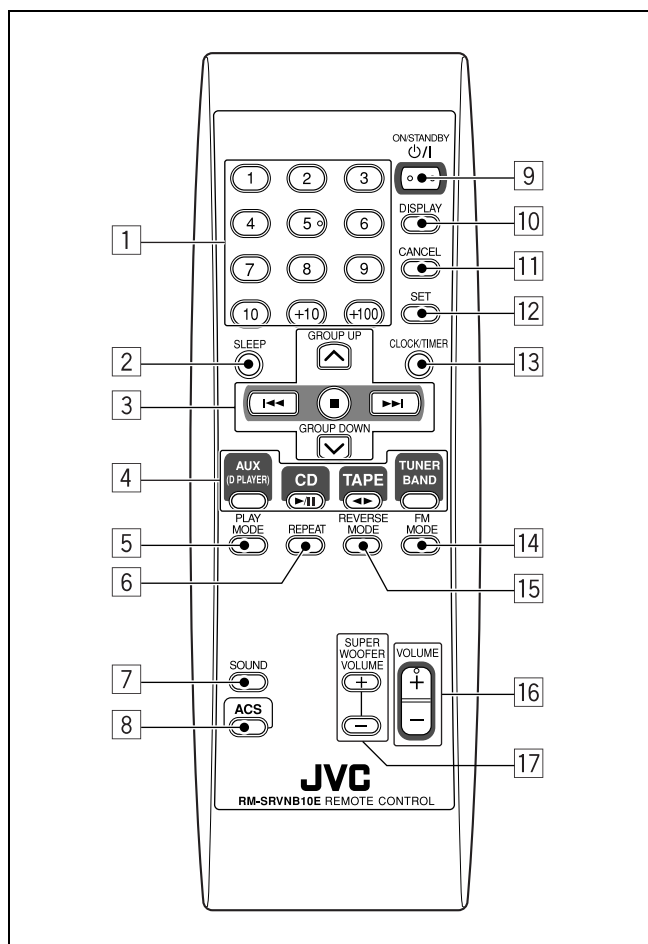 ON/STANDBY
⏻/I
1 2 3
9
DISPLAY
4 5 6
10
1
CANCEL
7 8 9
11
SET
10 +10 +100
12
GROUP UP
SLEEP
CLOCK/TIMER
2
13
3
GROUP DOWN
4
AUX
(D PLAYER)
CD
TAPE
TUNER
BAND
PLAY
MODE
REPEAT
REVERSE
MODE
FM
MODE
5
14
6
15
SUPER
WOOFER
VOLUME
VOLUME
SOUND
7
+
+
16
ACS
8
–
–
17
JVC
RM-SRVNB10E REMOTE CONTROL